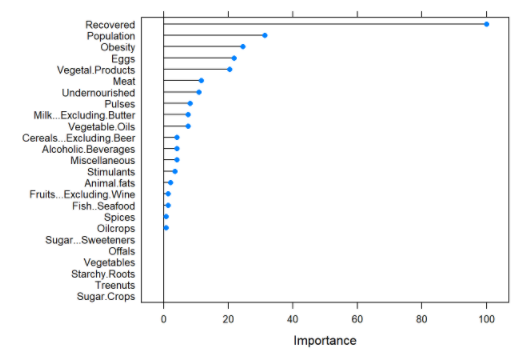 Recovered
Population
Obesity
Eggs
Vegetal.Products
Meat
Undernourished
Pulses
Milk...Excluding.Butter
Vegetable.Oils
Cereals...Excluding.Beer
Alcoholic.Beverages
Miscellaneous
Stimulants
Animal.fats
Fruits...Excluding.Wine
Fish..Seafood
Spices
Oilcrops
Sugar...Sweeteners
Offals
Vegetables
Starchy.Roots
Treenuts
Sugar.Crops
0 20 40 60 80 100
Importance